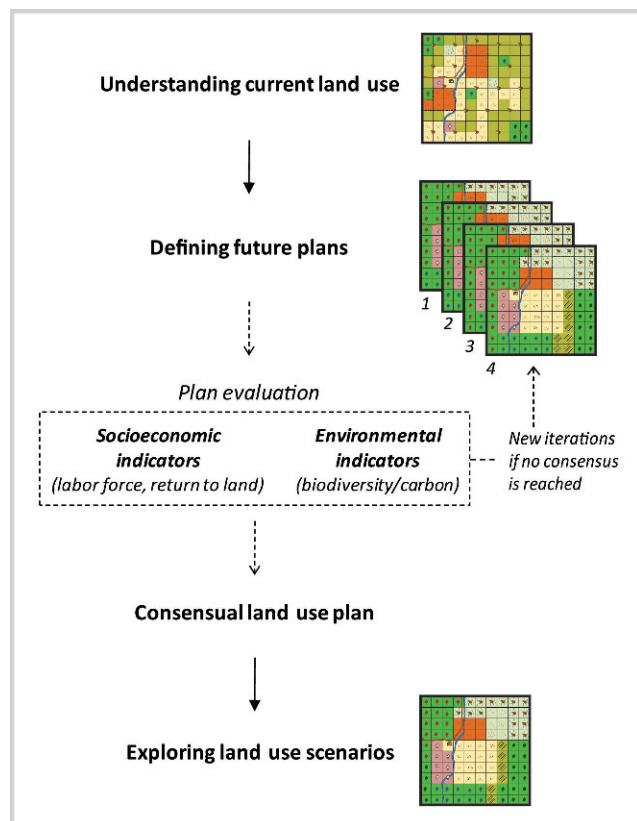 Understanding current land use
Defining future plans
1
2
3
4
Plan evaluation
Socioeconomic
indicators
(labor force, return to land)
Environmental
indicators
(biodiversity/carbon)
New iterations
if no consensus
is reached
Consensual land use plan
Exploring land use scenarios